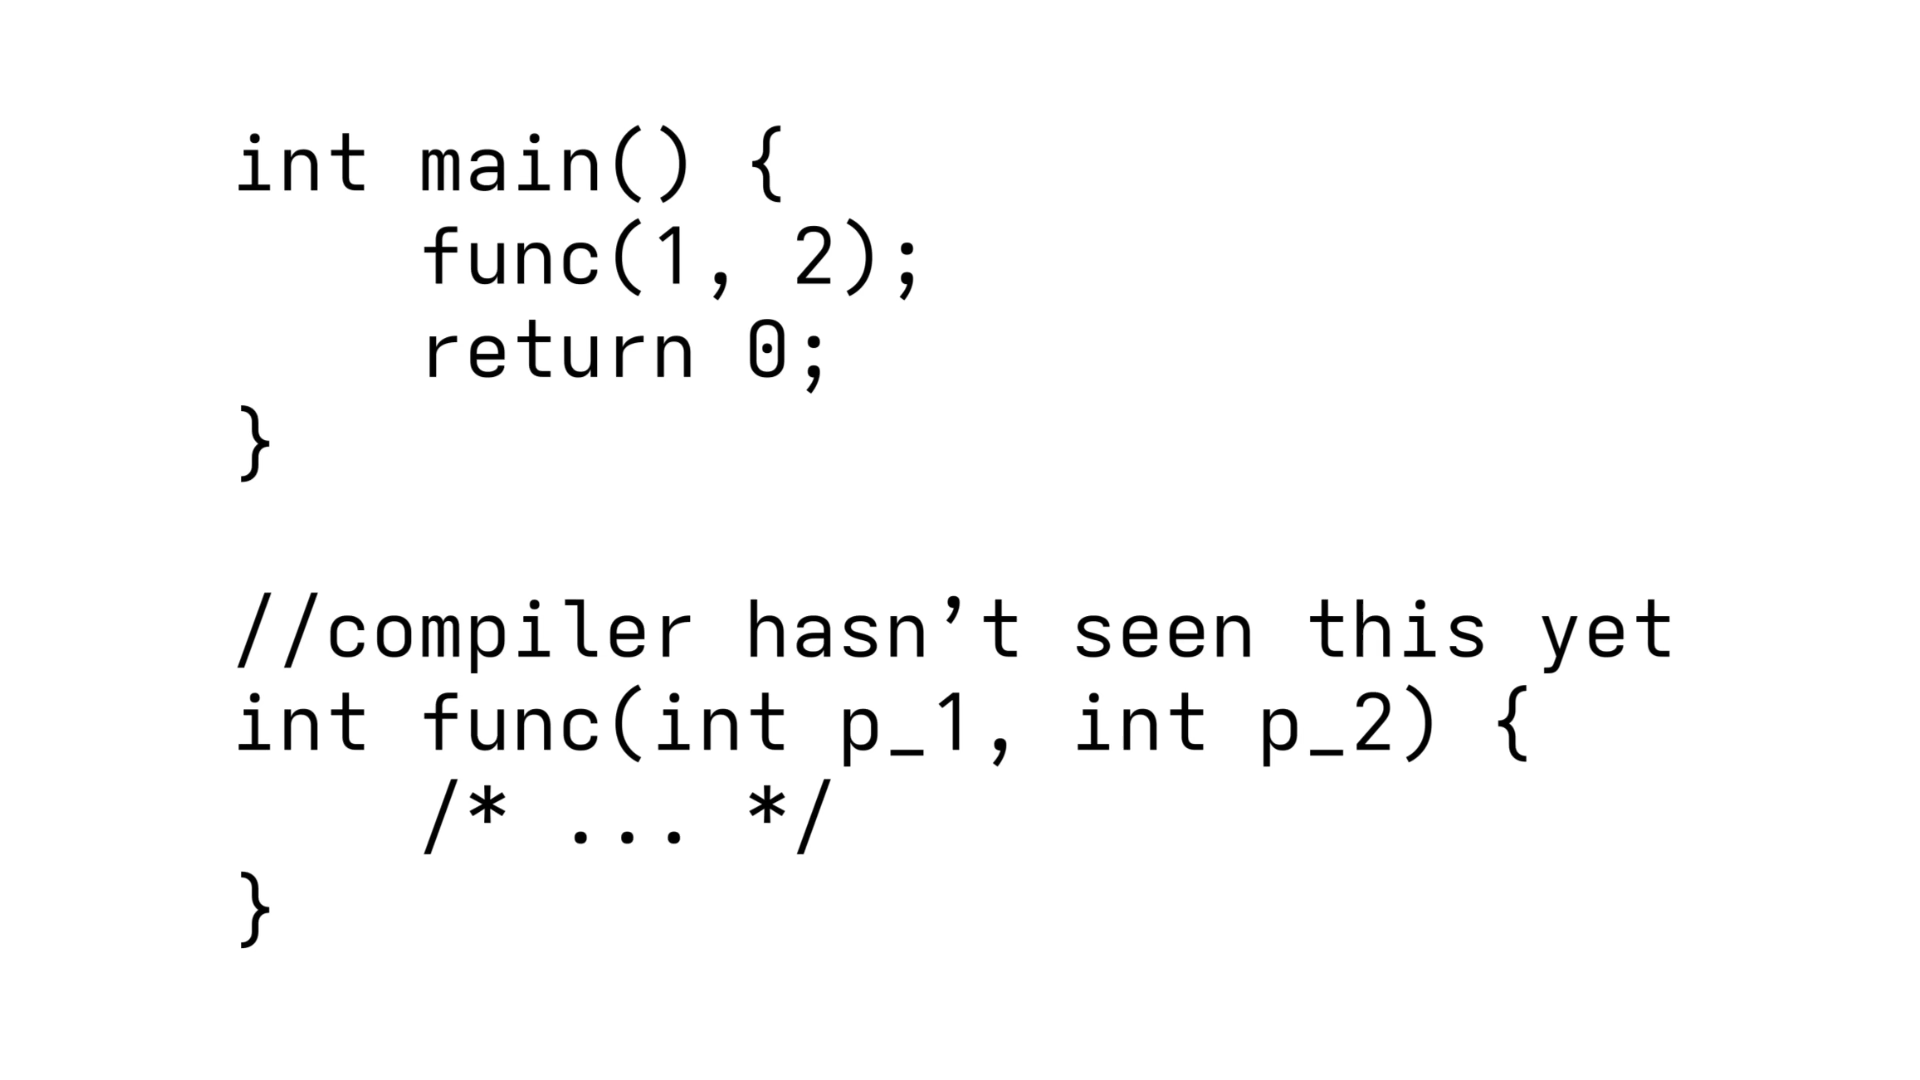 int main() {
    func(1, 2);
    return 0;
}

//compiler hasn’t seen this yet
int func(int p_1, int p_2) {
    /* ... */
}